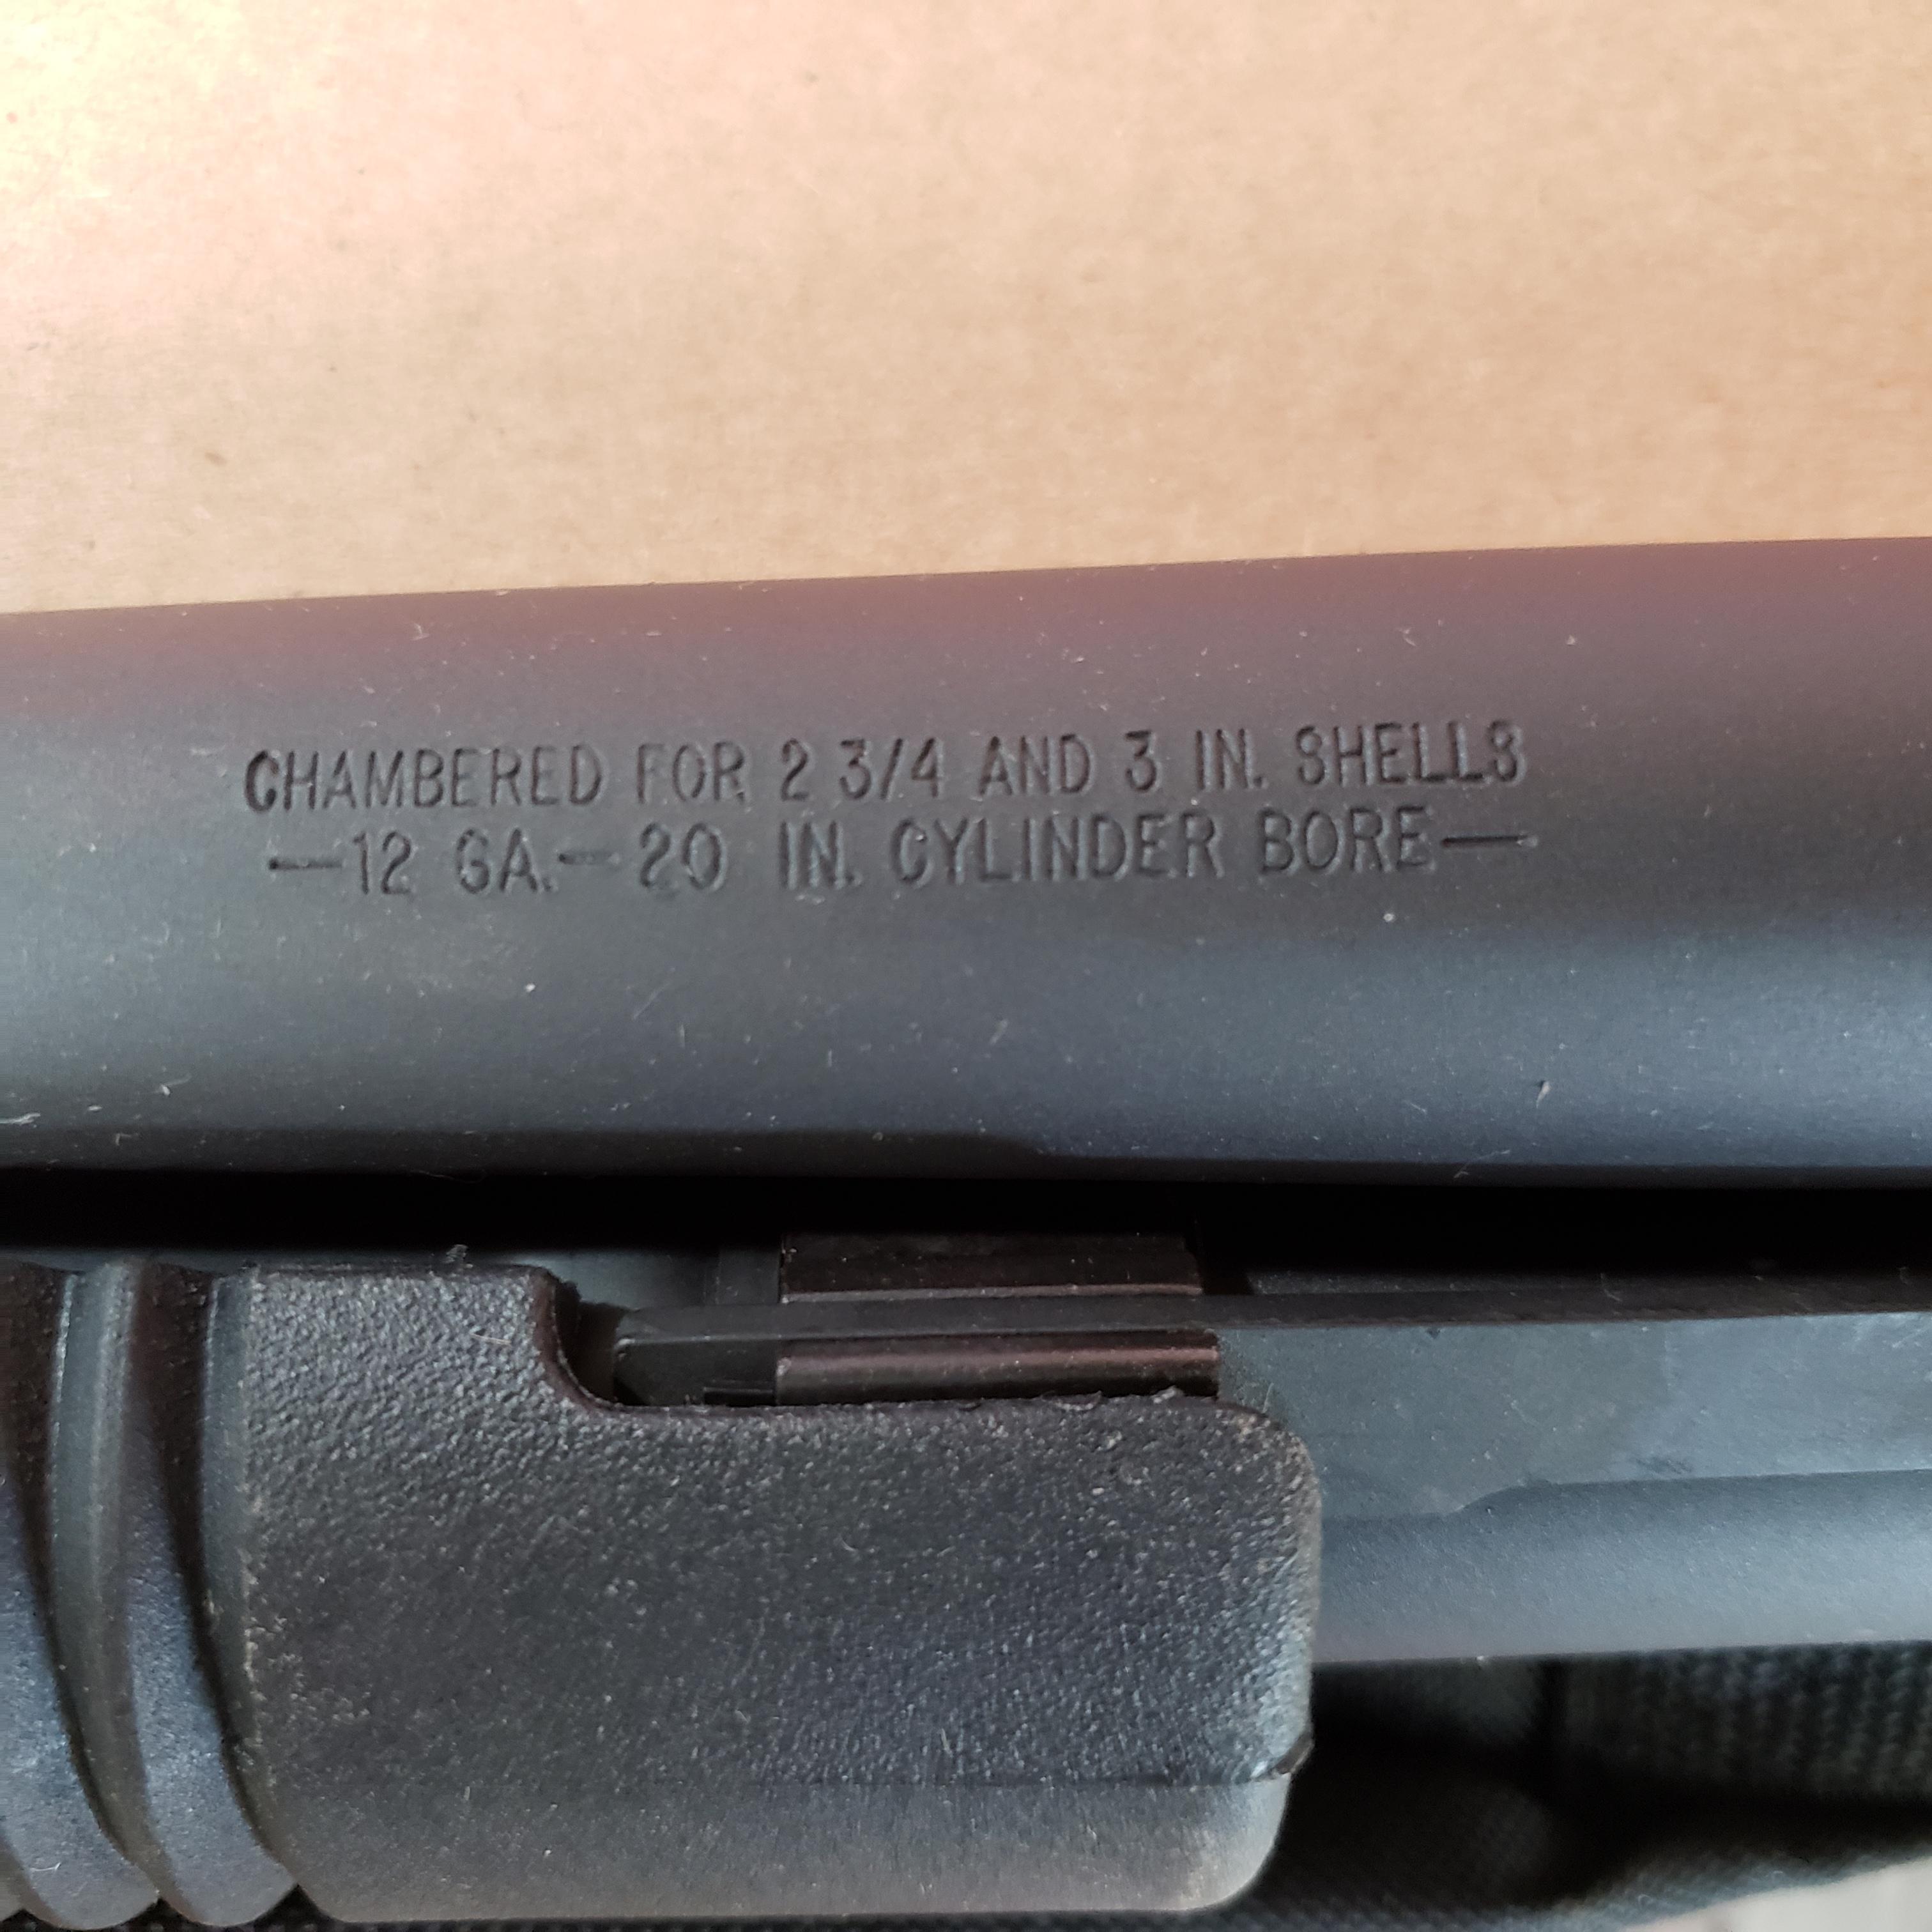 CHAMBERED FOR 2 3/4 AND 3 IN. SHELLS
—12 GA.—20 IN. CYLINDER BORE—